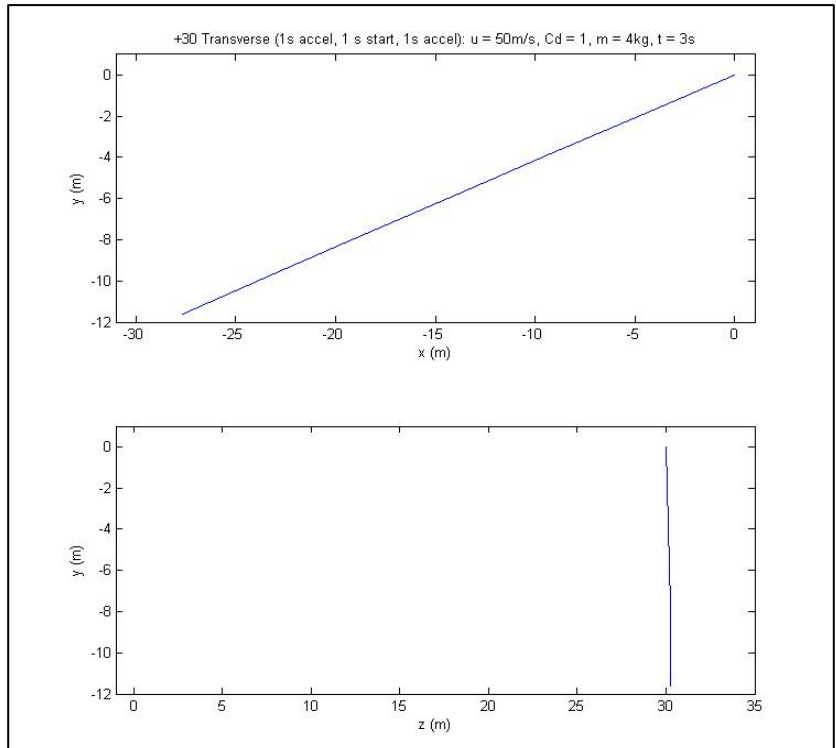 +30 Transverse (1s accel, 1 s start, 1s accel): u = 50m/s, Cd = 1, m = 4kg, t = 3s
0
-2
-4
-6
-8
-10
-12
y (m)
-30 -25 -20 -15 -10 -5 0
x (m)
0
-2
-4
-6
-8
-10
-12
y (m)
0 5 10 15 20 25 30 35
z (m)